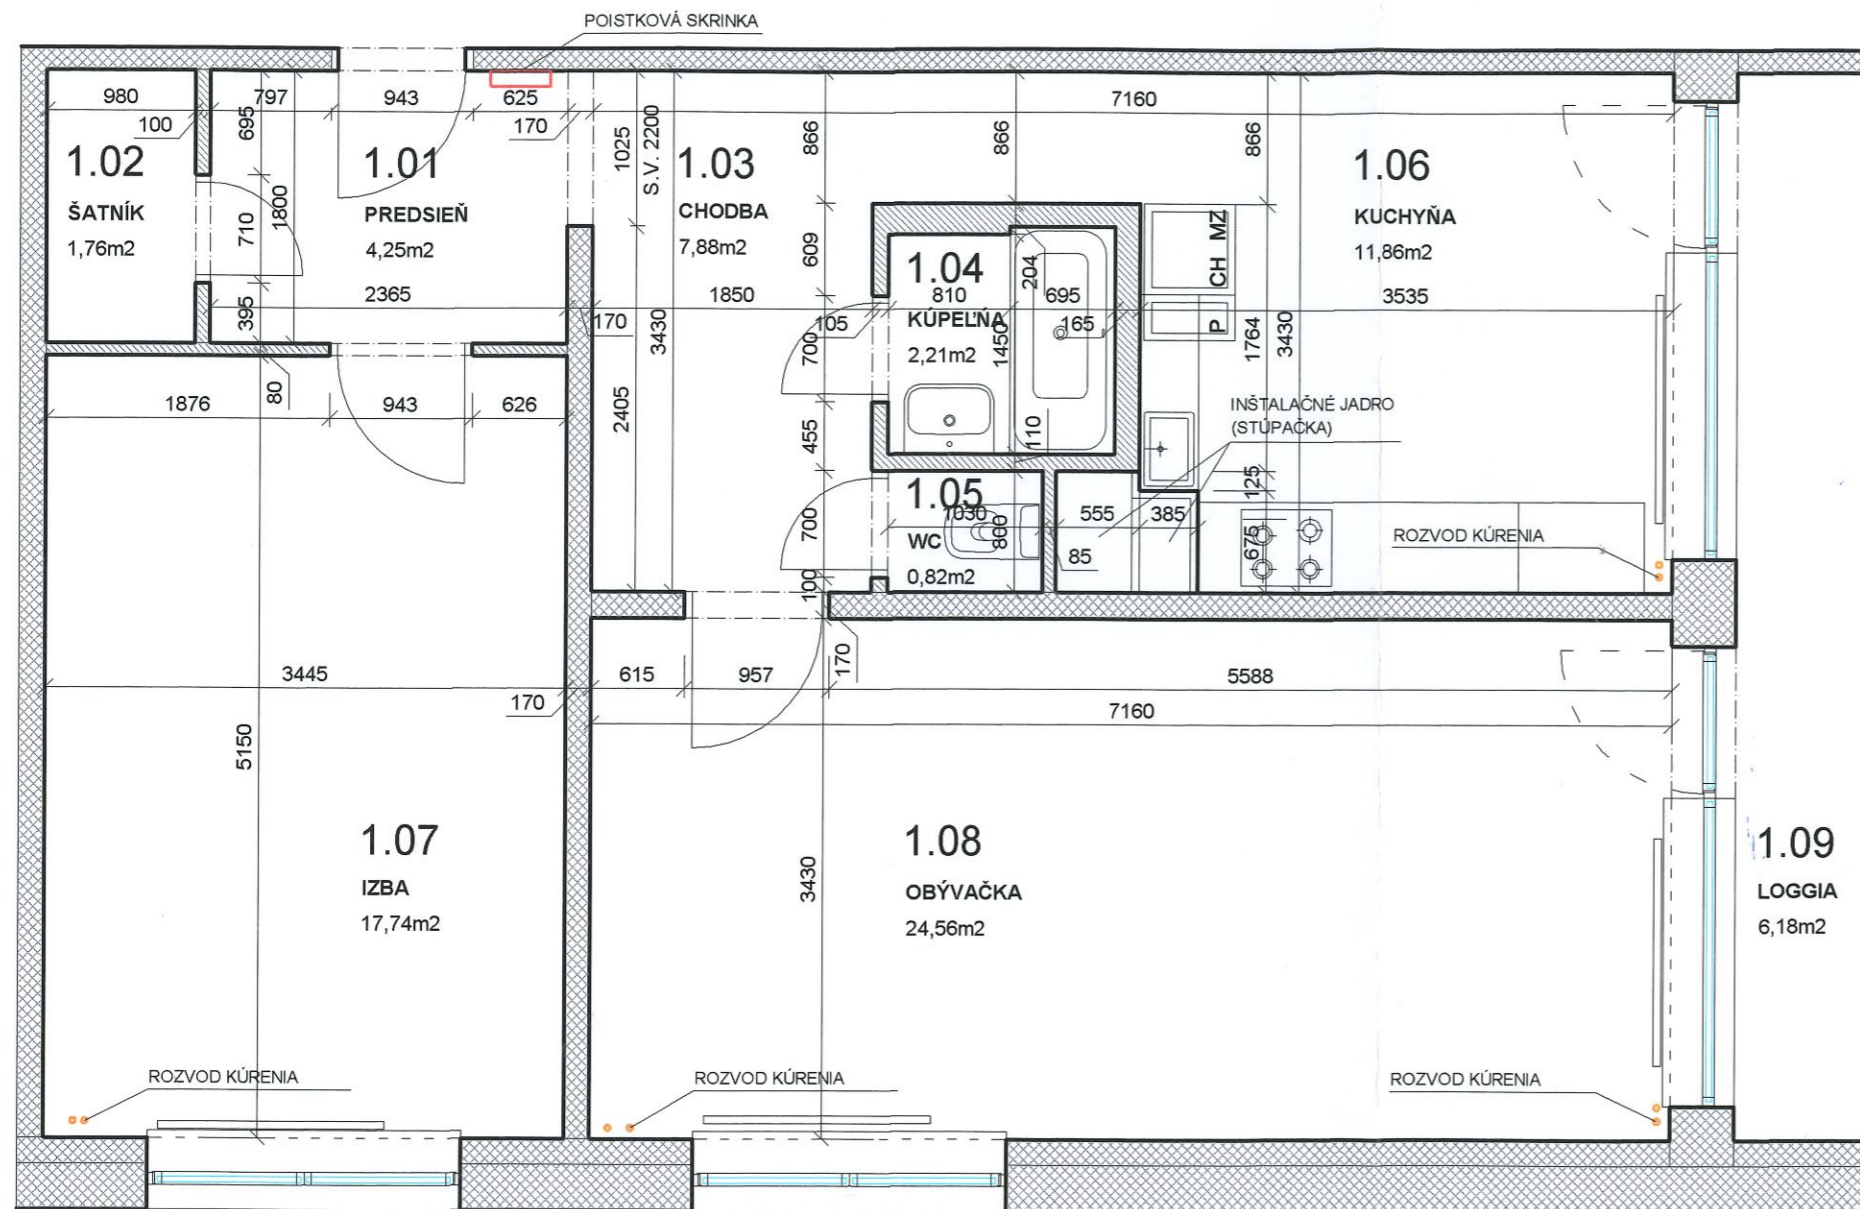 POISTKOVÁ SKRINKA
980
797
943
625
7160
100
695
170
1025
S.V. 2200
866
866
866
1.02
ŠATNÍK
1,76m2
1.01
PREDSIEŇ
4,25m2
1.03
CHODBA
7,88m2
1.06
KUCHYŇA
11,86m2
710
1800
609
204
CH MZ
1.04
KÚPEĽŇA
2,21m2
395
2365
170
1850
105
810
695
165
P
3535
3430
700
1450
1764
3430
80
1876
943
626
2405
455
110
INŠTALAČNÉ JADRO
(STÚPAČKA)
125
1.05
WC
0,82m2
1030
800
555
385
85
675
700
100
ROZVOD KÚRENIA
3445
170
615
957
170
5588
7160
5150
3430
1.07
IZBA
17,74m2
1.08
OBÝVAČKA
24,56m2
1.09
LOGGIA
6,18m2
ROZVOD KÚRENIA
ROZVOD KÚRENIA
ROZVOD KÚRENIA